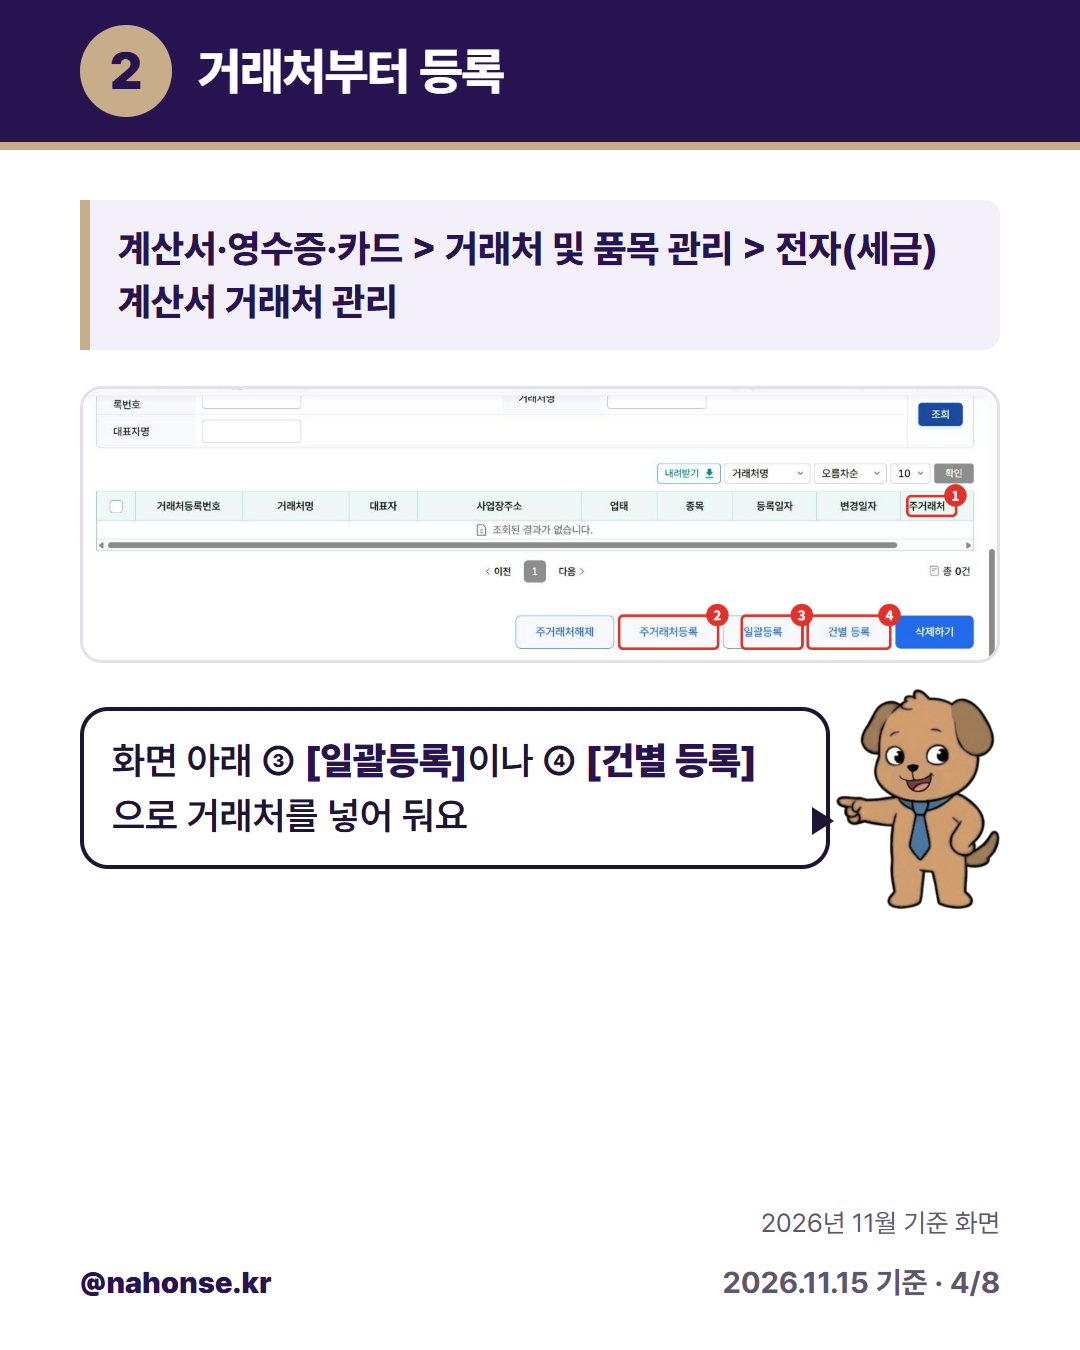 2 거래처부터 등록
계산서·영수증·카드 > 거래처 및 품목 관리 > 전자(세금)
계산서 거래처 관리
록번호
거래처명
조회
대표자명
내려받기 거래처명 오름차순 10 확인
거래처등록번호 거래처명 대표자 사업장주소 업태 종목 등록일자 변경일자 주거래처 1
조회된 결과가 없습니다.
이전 1 다음 총 0건
주거래처해제 주거래처등록 2 일괄등록 3 건별 등록 4 삭제하기
화면 아래 ③ [일괄등록]이나 ④ [건별 등록]
으로 거래처를 넣어 둬요
2026년 11월 기준 화면
@nahonse.kr 2026.11.15 기준 · 4/8